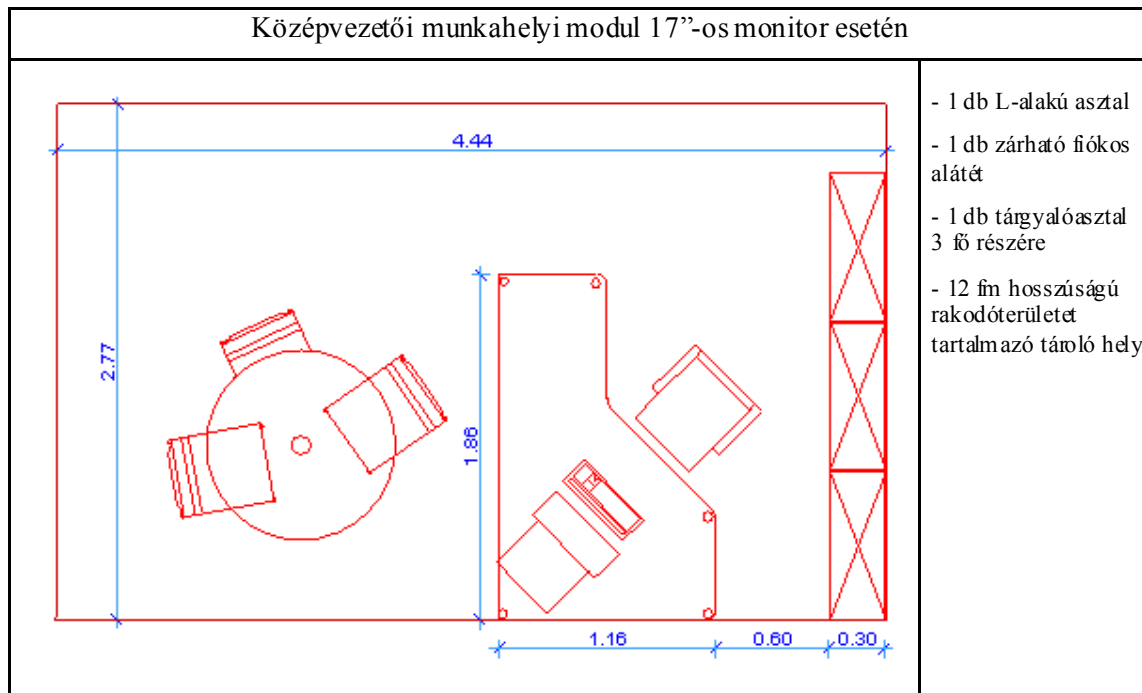 Középvezetői munkahelyi modul 17”-os monitor esetén
- 1 db L-alakú asztal
- 1 db zárható fiókos
alátét
- 1 db tárgyalóasztal
3 fő részére
- 12 fm hosszúságú
rakodóterületet
tartalmazó tároló hely
4.44
2.77
1.86
1.16
0.60
0.30